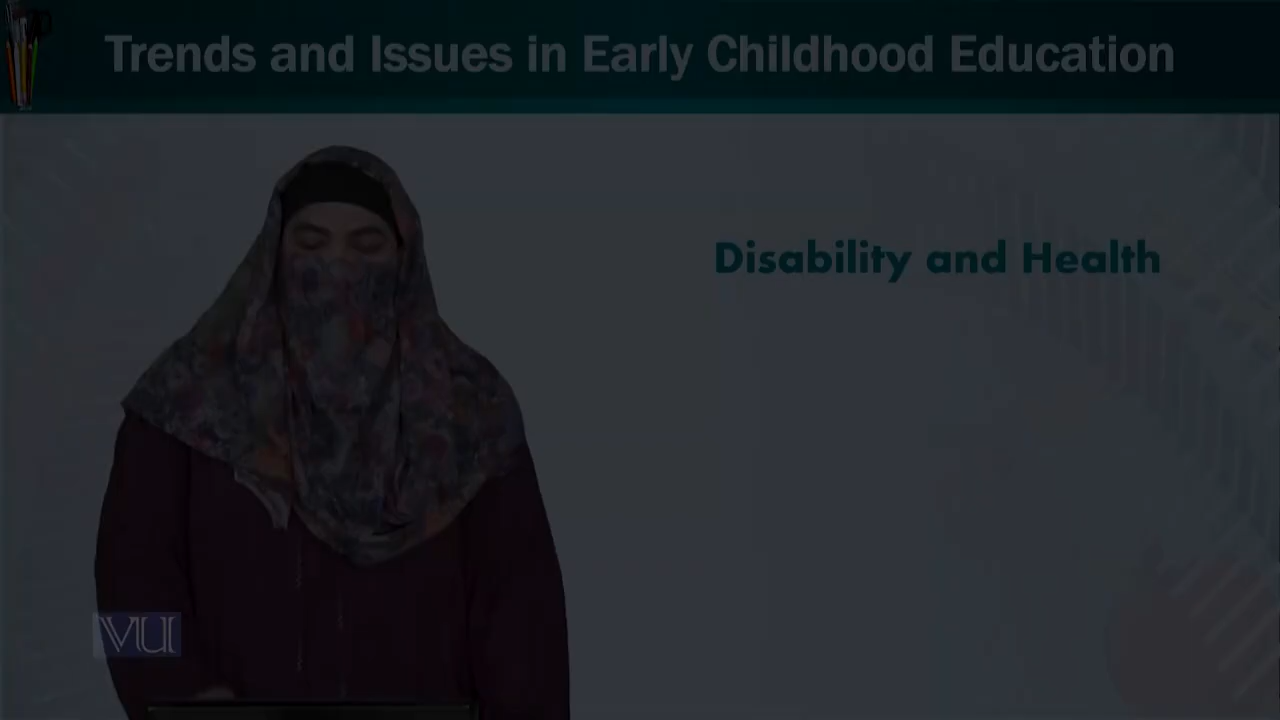 Trends and Issues in Early Childhood Education
Disability and Health
VU